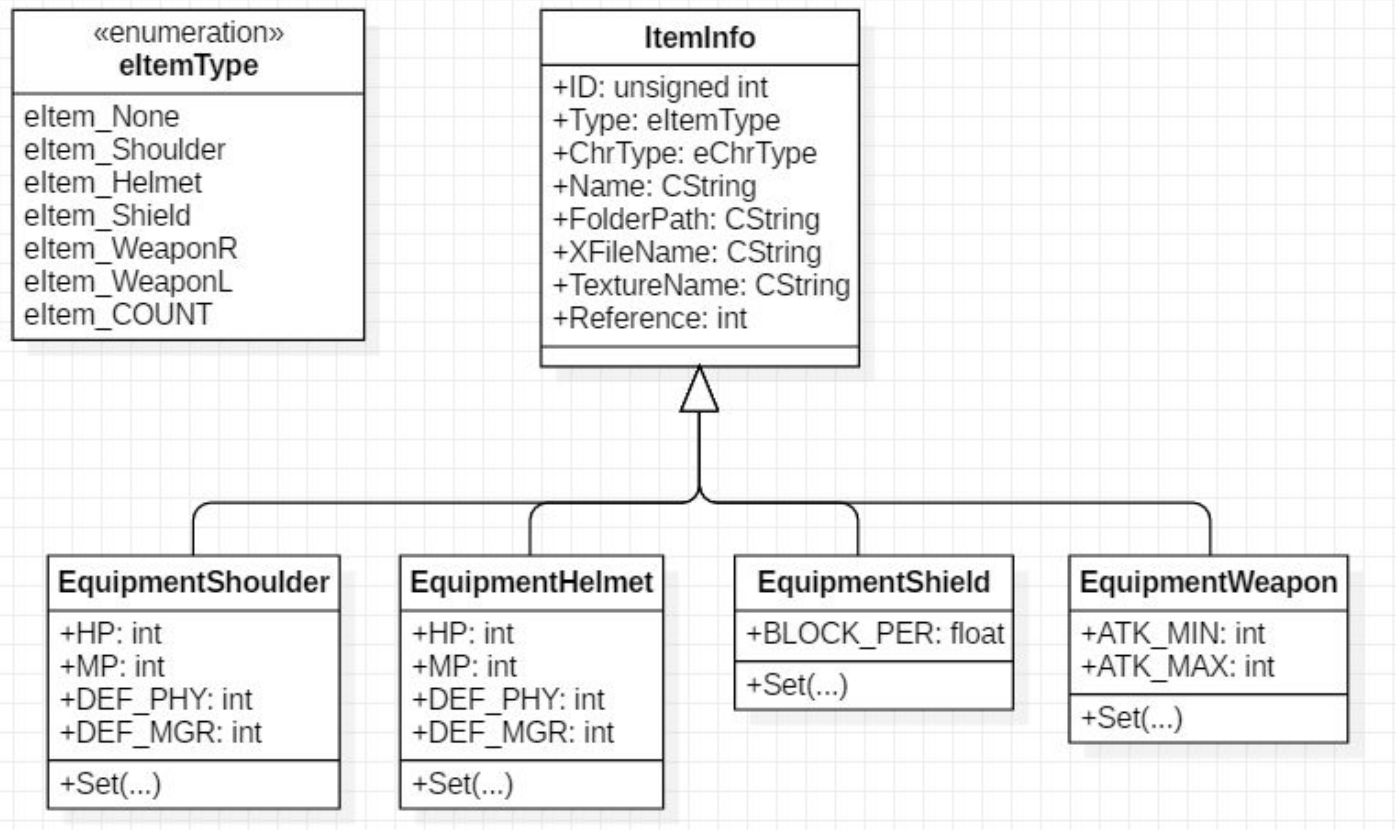 «enumeration»
eItemType
eItem_None
eItem_Shoulder
eItem_Helmet
eItem_Shield
eItem_WeaponR
eItem_WeaponL
eItem_COUNT
ItemInfo
+ID: unsigned int
+Type: eItemType
+ChrType: eChrType
+Name: CString
+FolderPath: CString
+XFileName: CString
+TextureName: CString
+Reference: int
EquipmentShoulder
+HP: int
+MP: int
+DEF_PHY: int
+DEF_MGR: int
+Set(...)
EquipmentHelmet
+HP: int
+MP: int
+DEF_PHY: int
+DEF_MGR: int
+Set(...)
EquipmentShield
+BLOCK_PER: float
+Set(...)
EquipmentWeapon
+ATK_MIN: int
+ATK_MAX: int
+Set(...)